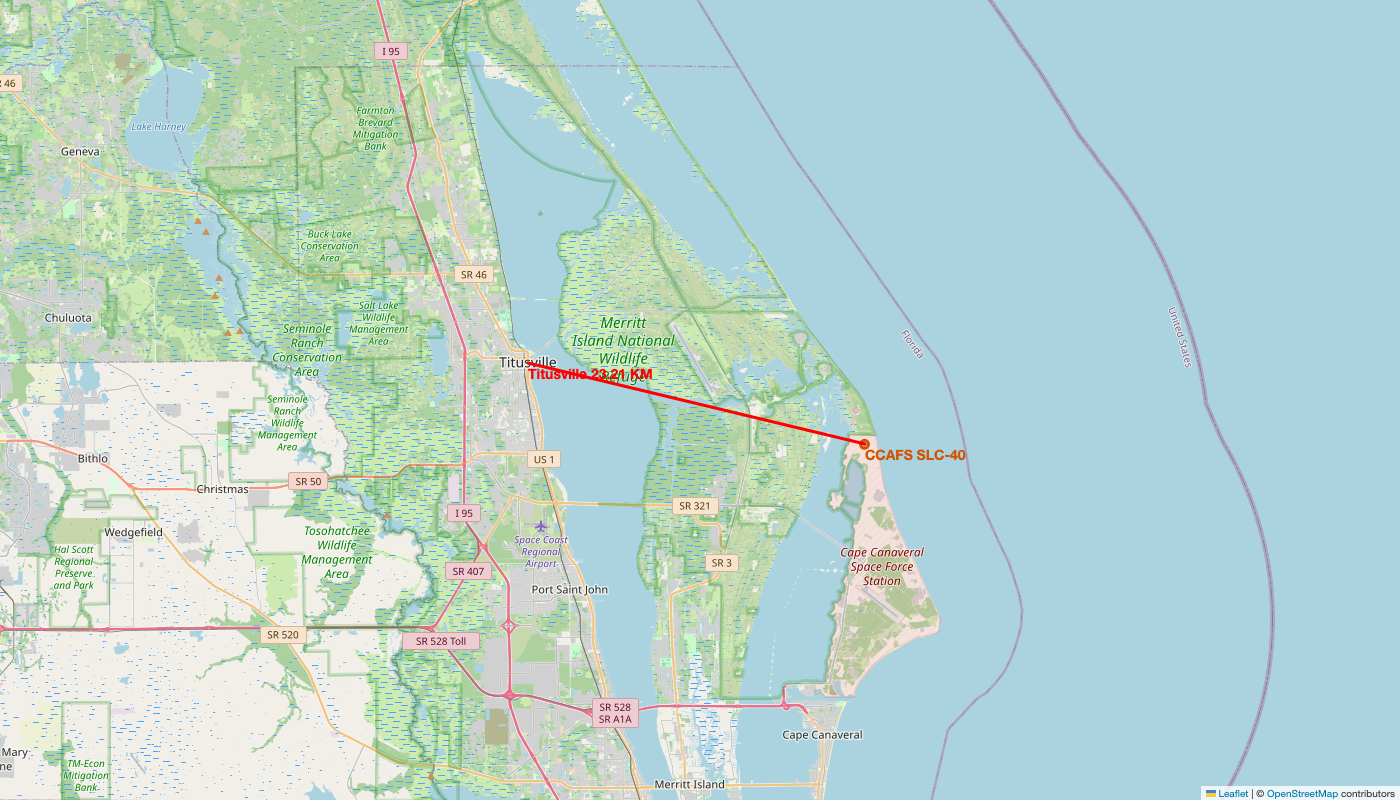 I 95
R 46
Lake Harney
Farmton
Brevard
Mitigation
Bank
Geneva
Buck Lake
Conservation
Area
SR 46
Salt Lake
Wildlife
Management
Area
Chuluota
Seminole
Ranch
Conservation
Area
Merritt
Island National
Wildlife
Refuge
Florida
United States
Titusville
Titusville 23.21 KM
Seminole
Ranch
Wildlife
Management
Area
CCAFS SLC-40
Bithlo
US 1
SR 50
Christmas
I 95
SR 321
Wedgefield
Tosohatchee
Wildlife
Management
Area
Space Coast
Regional
Airport
Hal Scott
Regional
Preserve
and Park
SR 407
SR 3
Cape Canaveral
Space Force
Station
Port Saint John
SR 520
SR 528 Toll
SR 528
SR A1A
Cape Canaveral
Mary
ne
TM-Econ
Mitigation
Bank
Merritt Island
Leaflet | © OpenStreetMap contributors